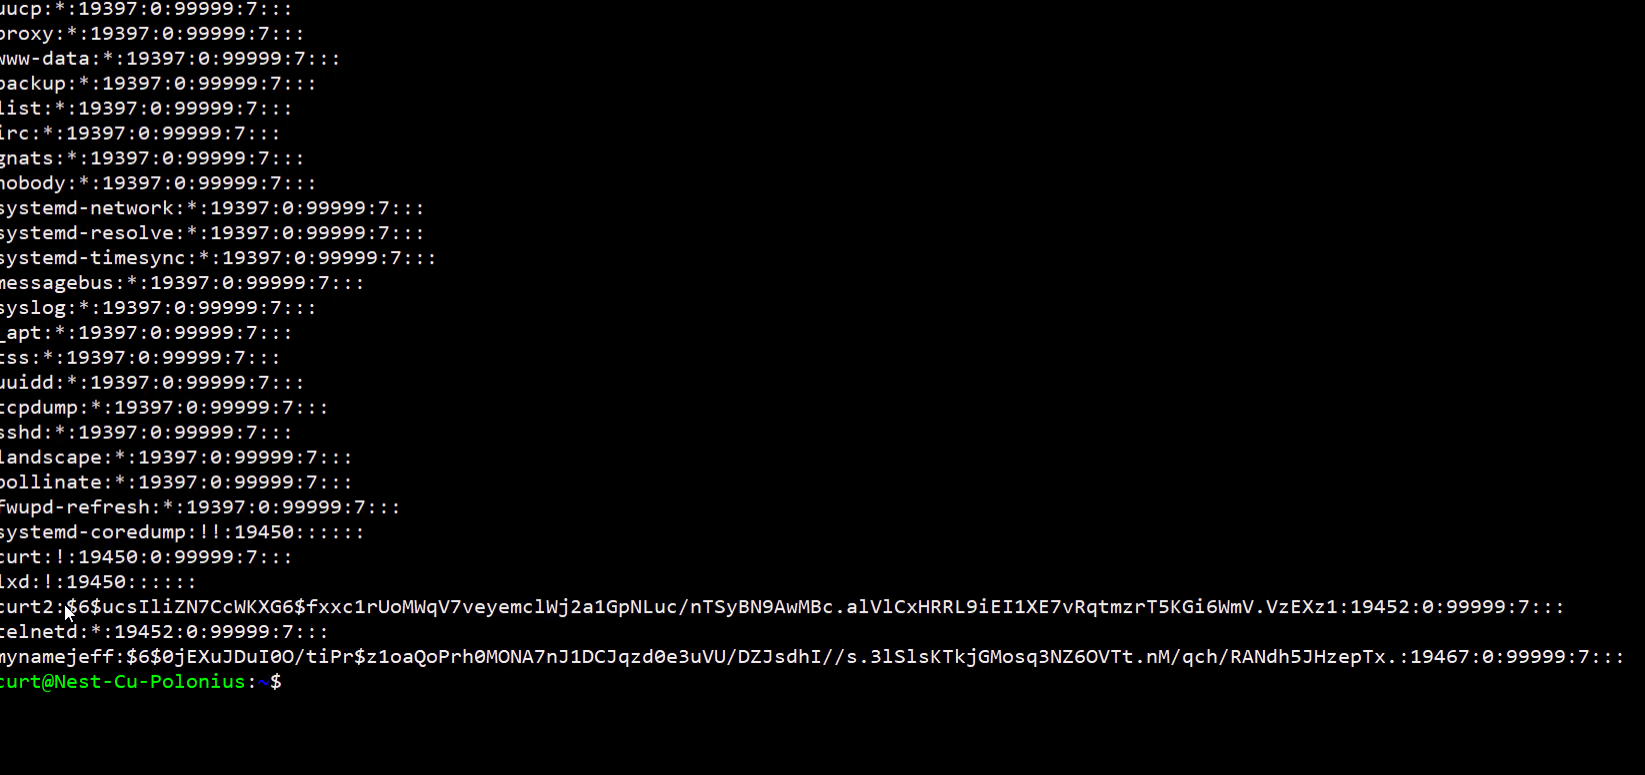 uucp:*:19397:0:99999:7:::
proxy:*:19397:0:99999:7:::
www-data:*:19397:0:99999:7:::
backup:*:19397:0:99999:7:::
list:*:19397:0:99999:7:::
irc:*:19397:0:99999:7:::
gnats:*:19397:0:99999:7:::
nobody:*:19397:0:99999:7:::
systemd-network:*:19397:0:99999:7:::
systemd-resolve:*:19397:0:99999:7:::
systemd-timesync:*:19397:0:99999:7:::
messagebus:*:19397:0:99999:7:::
syslog:*:19397:0:99999:7:::
_apt:*:19397:0:99999:7:::
tss:*:19397:0:99999:7:::
uuidd:*:19397:0:99999:7:::
tcpdump:*:19397:0:99999:7:::
sshd:*:19397:0:99999:7:::
landscape:*:19397:0:99999:7:::
pollinate:*:19397:0:99999:7:::
fwupd-refresh:*:19397:0:99999:7:::
systemd-coredump:!!:19450::::::
curt:!:19450:0:99999:7:::
lxd:!:19450::::::
curt2:$6$ucsIliZN7CcWKXG6$fxxc1rUoMWqV7veyemclWj2a1GpNLuc/nTSyBN9AwMBc.alVlCxHRRL9iEI1XE7vRqtmzrT5KGi6WmV.VzEXz1:19452:0:99999:7:::
telnetd:*:19452:0:99999:7:::
mynamejeff:$6$0jEXuJDuI0O/tiPr$z1oaQoPrh0MONA7nJ1DCJqzd0e3uVU/DZJsdhI//s.3lSlsKTkjGMosq3NZ6OVTt.nM/qch/RANdh5JHzepTx.:19467:0:99999:7:::
curt@Nest-Cu-Polonius:~$